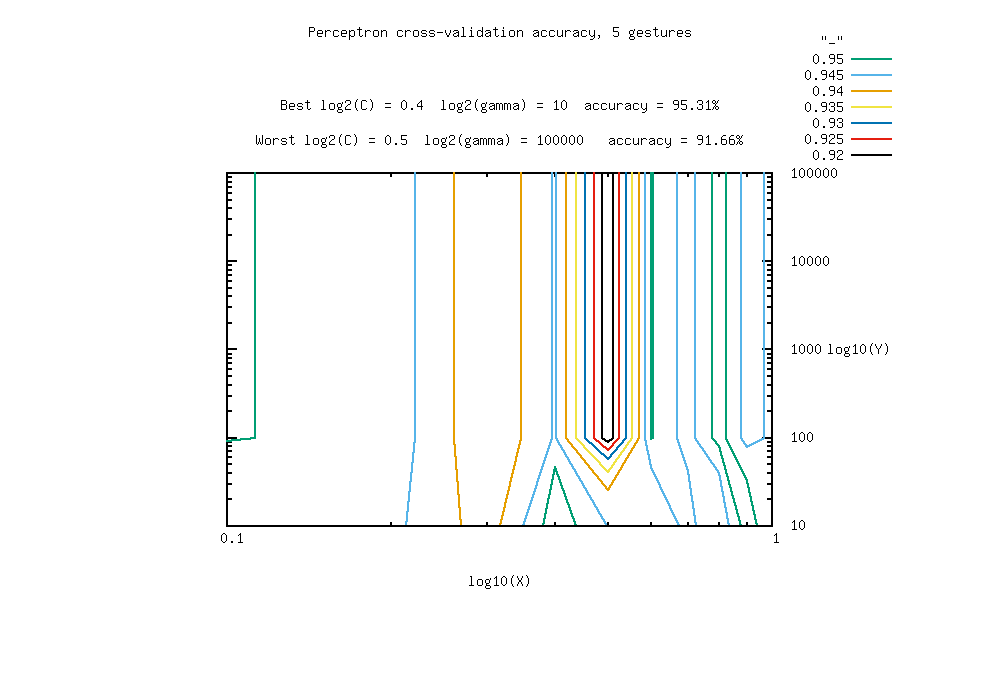 Perceptron cross-validation accuracy, 5 gestures
"_"
0.95
0.945
0.94
0.935
0.93
0.925
0.92
Best log2(C) = 0.4  log2(gamma) = 10  accuracy = 95.31%
Worst log2(C) = 0.5  log2(gamma) = 100000   accuracy = 91.66%
100000
10000
1000 log10(Y)
100
10
0.1 1
log10(X)